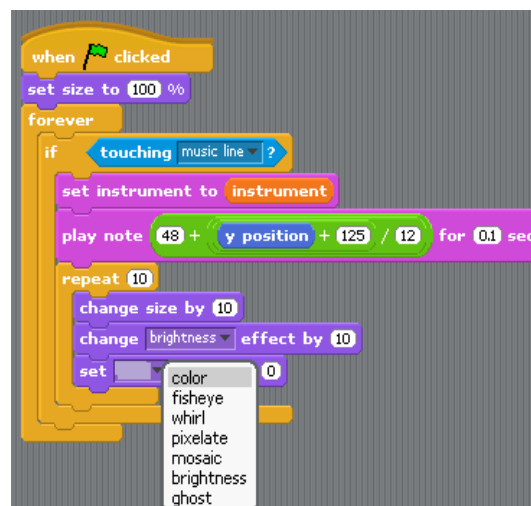 when clicked
set size to 100 %
forever
if touching music line ?
set instrument to instrument
play note 48 + y position + 125 / 12 for 0.1 sec
repeat 10
change size by 10
change brightness effect by 10
set 0
color
fisheye
whirl
pixelate
mosaic
brightness
ghost